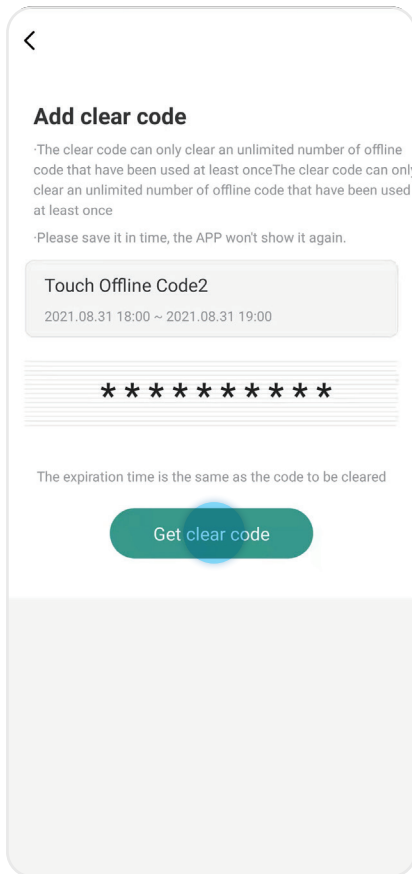 Add clear code
·The clear code can only clear an unlimited number of offline
code that have been used at least onceThe clear code can only
clear an unlimited number of offline code that have been used
at least once
·Please save it in time, the APP won't show it again.
Touch Offline Code2
2021.08.31 18:00 ~ 2021.08.31 19:00
* * * * * * * * * *
The expiration time is the same as the code to be cleared
Get clear code